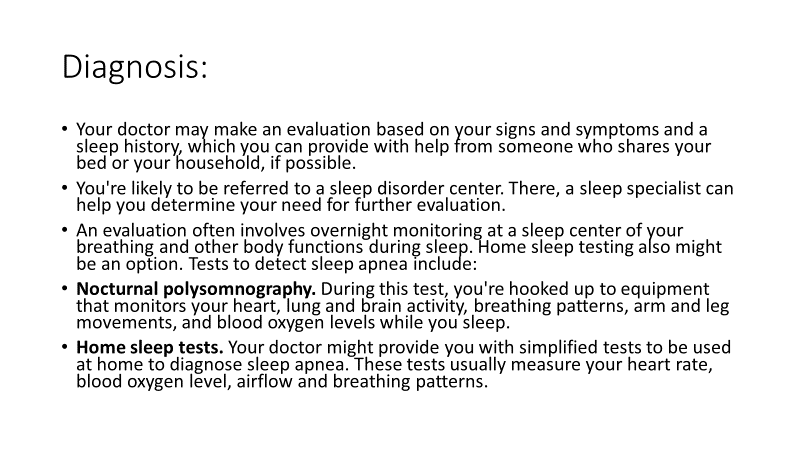 Diagnosis:
• Your doctor may make an evaluation based on your signs and symptoms and a
sleep history, which you can provide with help from someone who shares your
bed or your household, if possible.
• You're likely to be referred to a sleep disorder center. There, a sleep specialist can
help you determine your need for further evaluation.
• An evaluation often involves overnight monitoring at a sleep center of your
breathing and other body functions during sleep. Home sleep testing also might
be an option. Tests to detect sleep apnea include:
• Nocturnal polysomnography. During this test, you're hooked up to equipment
that monitors your heart, lung and brain activity, breathing patterns, arm and leg
movements, and blood oxygen levels while you sleep.
• Home sleep tests. Your doctor might provide you with simplified tests to be used
at home to diagnose sleep apnea. These tests usually measure your heart rate,
blood oxygen level, airflow and breathing patterns.